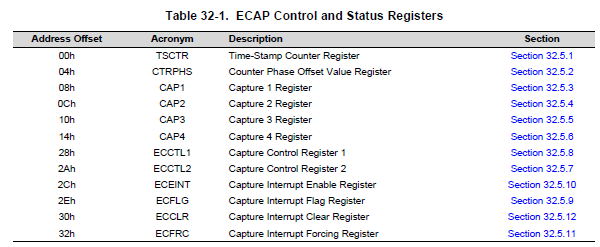 Table 32-1. ECAP Control and Status Registers
Address Offset Acronym Description Section
00h TSCTR Time-Stamp Counter Register Section 32.5.1
04h CTRPHS Counter Phase Offset Value Register Section 32.5.2
08h CAP1 Capture 1 Register Section 32.5.3
0Ch CAP2 Capture 2 Register Section 32.5.4
10h CAP3 Capture 3 Register Section 32.5.5
14h CAP4 Capture 4 Register Section 32.5.6
28h ECCTL1 Capture Control Register 1 Section 32.5.8
2Ah ECCTL2 Capture Control Register 2 Section 32.5.7
2Ch ECEINT Capture Interrupt Enable Register Section 32.5.10
2Eh ECFLG Capture Interrupt Flag Register Section 32.5.9
30h ECCLR Capture Interrupt Clear Register Section 32.5.12
32h ECFRC Capture Interrupt Forcing Register Section 32.5.11